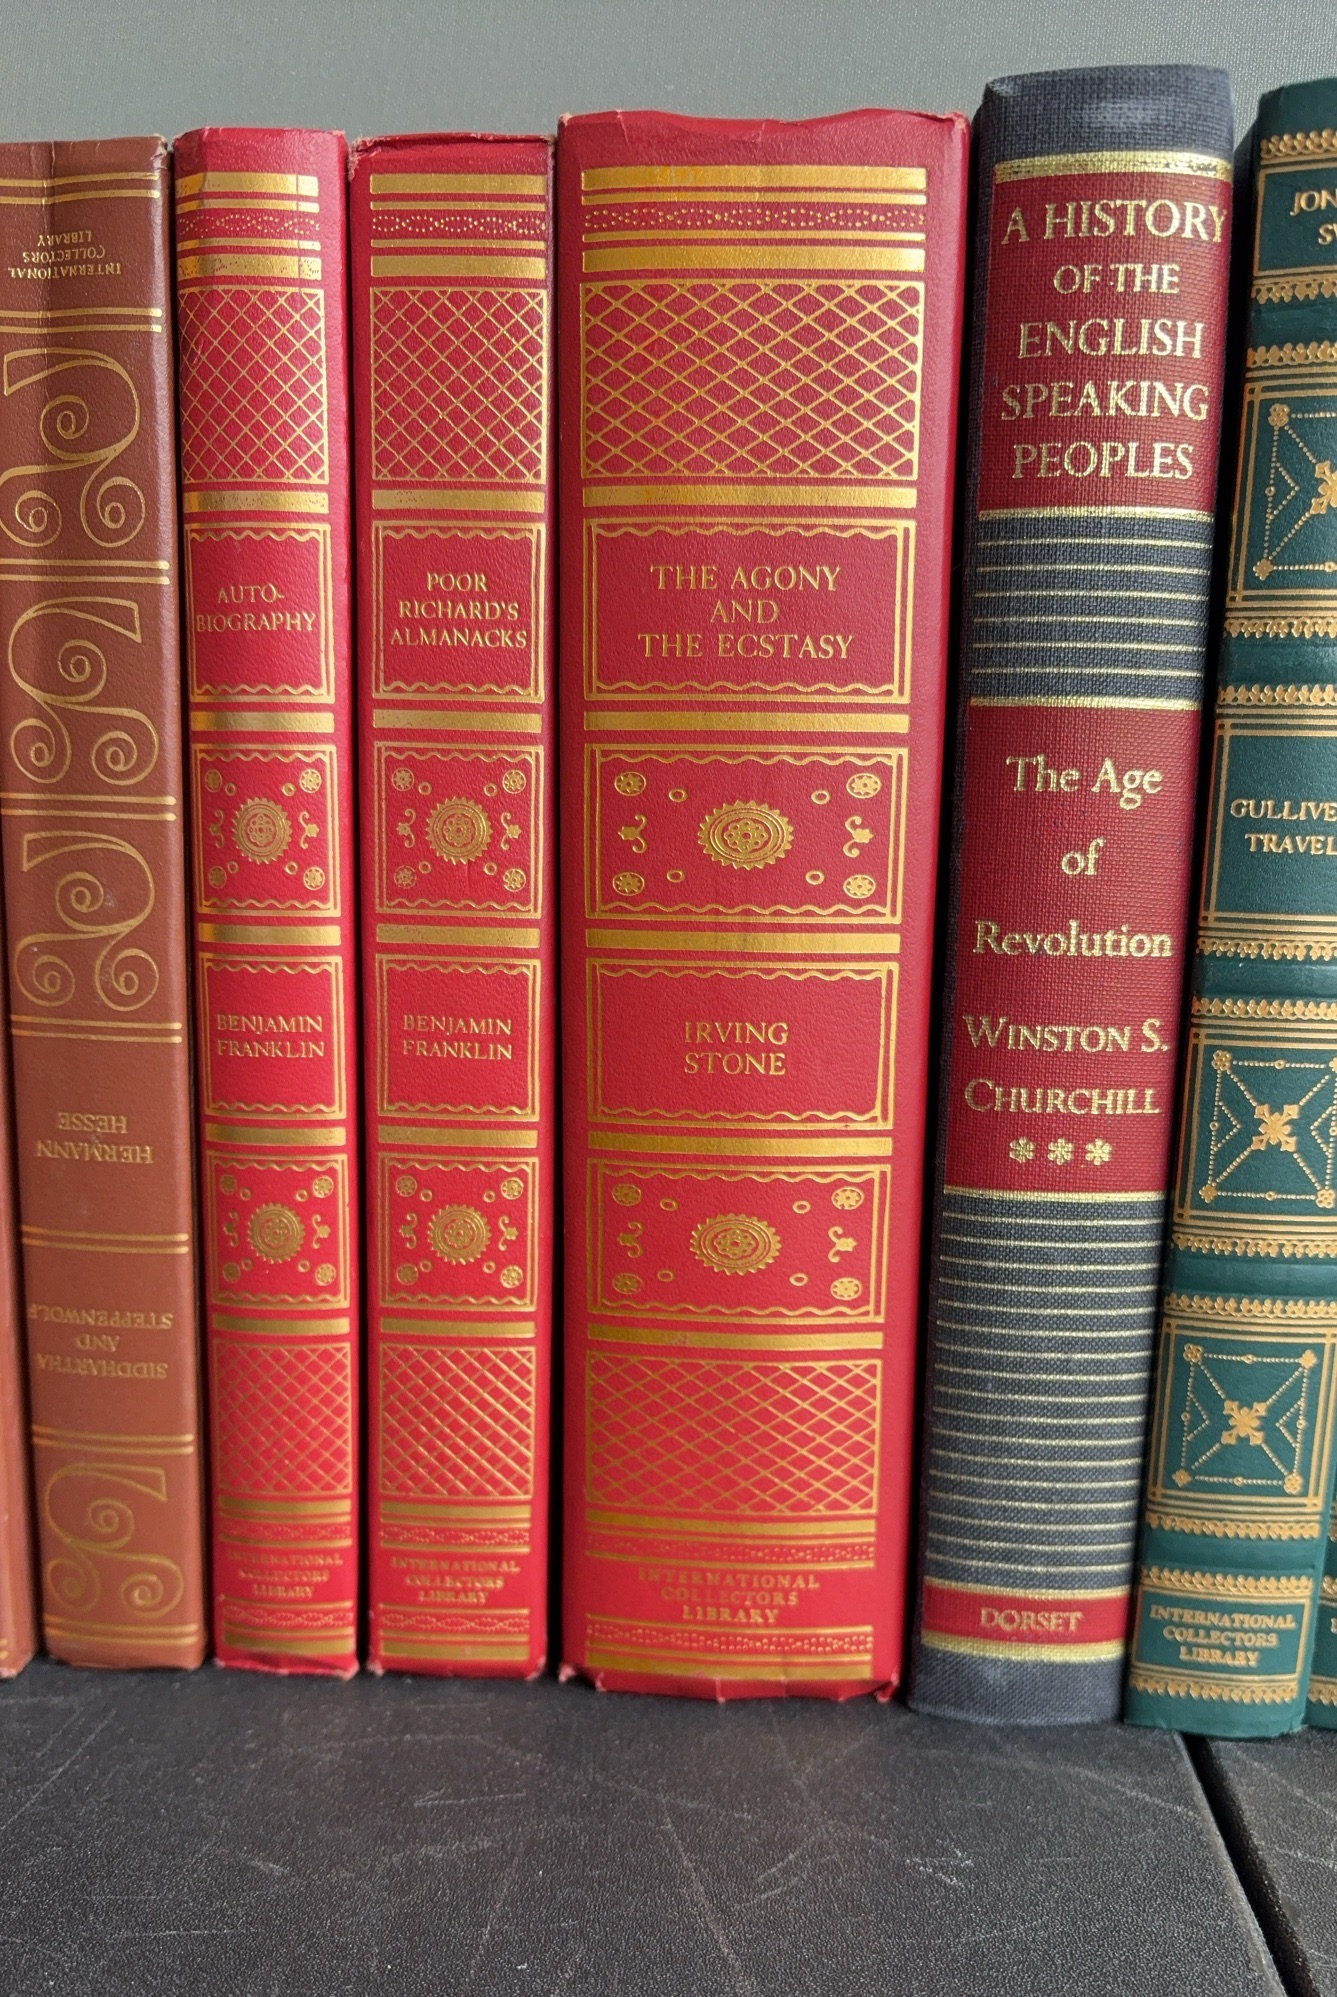 SIDDHARTHA
AND
STEPPENWOLF
HERMANN
HESSE
INTERNATIONAL
COLLECTORS
LIBRARY
AUTO-
BIOGRAPHY
BENJAMIN
FRANKLIN
INTERNATIONAL
COLLECTORS
LIBRARY
POOR
RICHARD'S
ALMANACKS
BENJAMIN
FRANKLIN
INTERNATIONAL
COLLECTORS
LIBRARY
THE AGONY
AND
THE ECSTASY
IRVING
STONE
INTERNATIONAL
COLLECTORS
LIBRARY
A HISTORY
OF THE
ENGLISH
SPEAKING
PEOPLES
The Age
of
Revolution
WINSTON S.
CHURCHILL
***
DORSET
JON
SW
GULLIVE
TRAVEL
INTERNATIONAL
COLLECTORS
LIBRARY